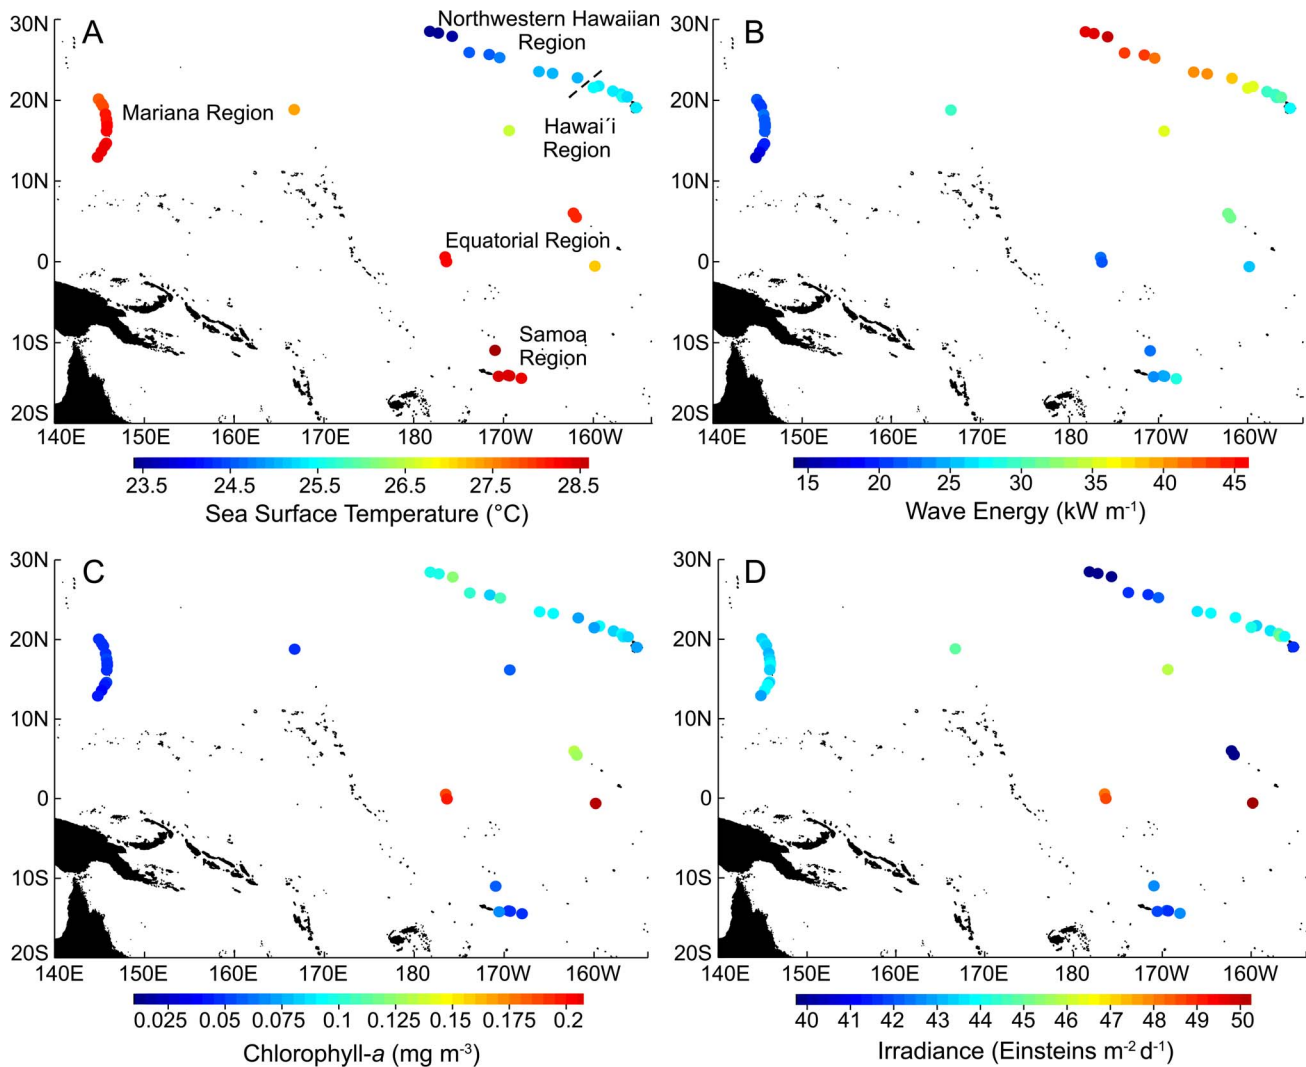 A
30N
20N
10N
0
10S
20S
Northwestern Hawaiian
Region
Mariana Region
Hawai´i
Region
Equatorial Region
Samoa
Region
140E 150E 160E 170E 180 170W 160W
23.5 24.5 25.5 26.5 27.5 28.5
Sea Surface Temperature (°C)
B
30N
20N
10N
0
10S
20S
140E 150E 160E 170E 180 170W 160W
15 20 25 30 35 40 45
Wave Energy (kW m-1)
C
30N
20N
10N
0
10S
20S
140E 150E 160E 170E 180 170W 160W
0.025 0.05 0.075 0.1 0.125 0.15 0.175 0.2
Chlorophyll-a (mg m-3)
D
30N
20N
10N
0
10S
20S
140E 150E 160E 170E 180 170W 160W
40 41 42 43 44 45 46 47 48 49 50
Irradiance (Einsteins m-2 d-1)